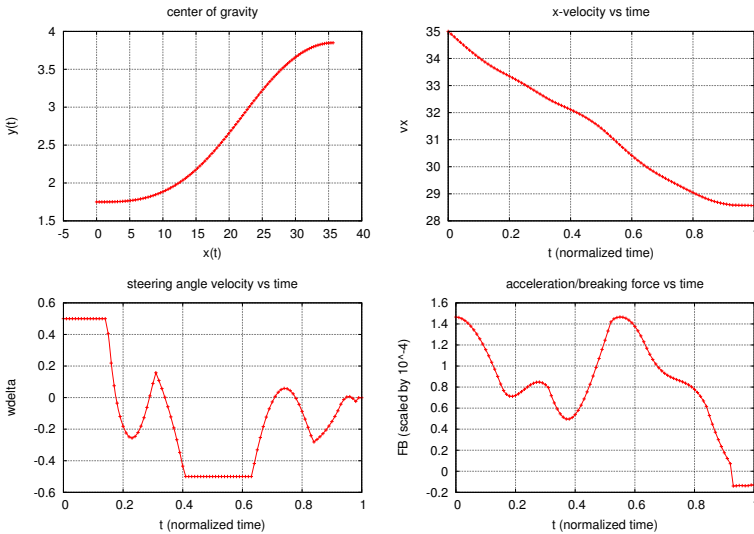 center of gravity
4
3.5
3
2.5
2
1.5
y(t)
-5 0 5 10 15 20 25 30 35 40
x(t)
x-velocity vs time
35
34
33
32
31
30
29
28
vx
0 0.2 0.4 0.6 0.8 1
t (normalized time)
steering angle velocity vs time
0.6
0.4
0.2
0
-0.2
-0.4
-0.6
wdelta
0 0.2 0.4 0.6 0.8 1
t (normalized time)
acceleration/breaking force vs time
1.6
1.4
1.2
1
0.8
0.6
0.4
0.2
0
-0.2
FB (scaled by 10^-4)
0 0.2 0.4 0.6 0.8 1
t (normalized time)